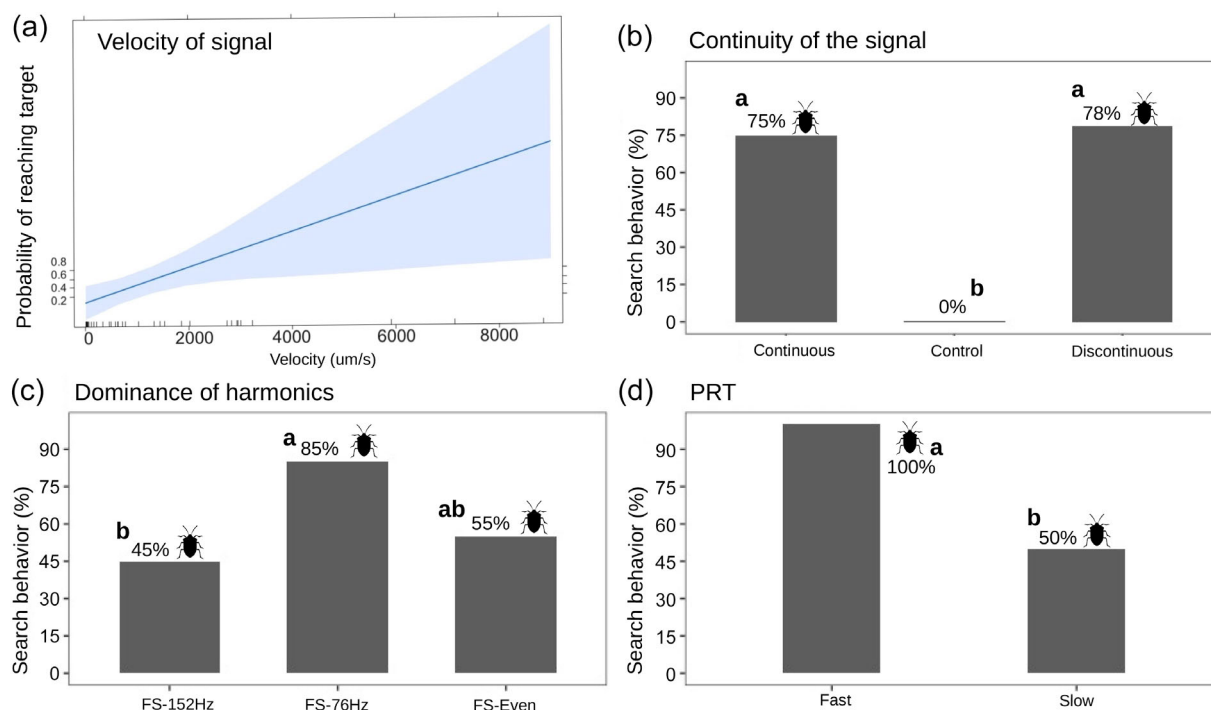 (a)
Velocity of signal
Probability of reaching target
0.8
0.6
0.4
0.2
0 2000 4000 6000 8000
Velocity (um/s)
(b) Continuity of the signal
Search behavior (%)
90
75
60
45
30
15
0
a
75%
b
0%
a
78%
Continuous Control Discontinuous
(c) Dominance of harmonics
Search behavior (%)
90
75
60
45
30
15
0
b
45%
a
85%
ab
55%
FS-152Hz FS-76Hz FS-Even
(d) PRT
Search behavior (%)
90
75
60
45
30
15
0
a
100%
b
50%
Fast Slow